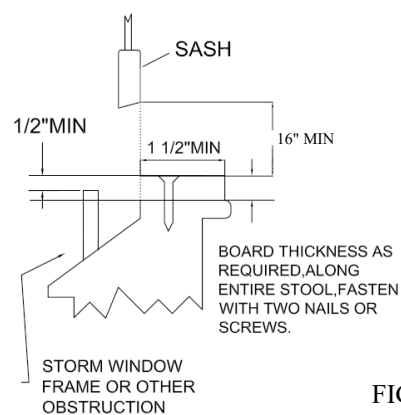 SASH
1/2"MIN
1 1/2"MIN
16" MIN
BOARD THICKNESS AS
REQUIRED,ALONG
ENTIRE STOOL,FASTEN
WITH TWO NAILS OR
SCREWS.
STORM WINDOW
FRAME OR OTHER
OBSTRUCTION